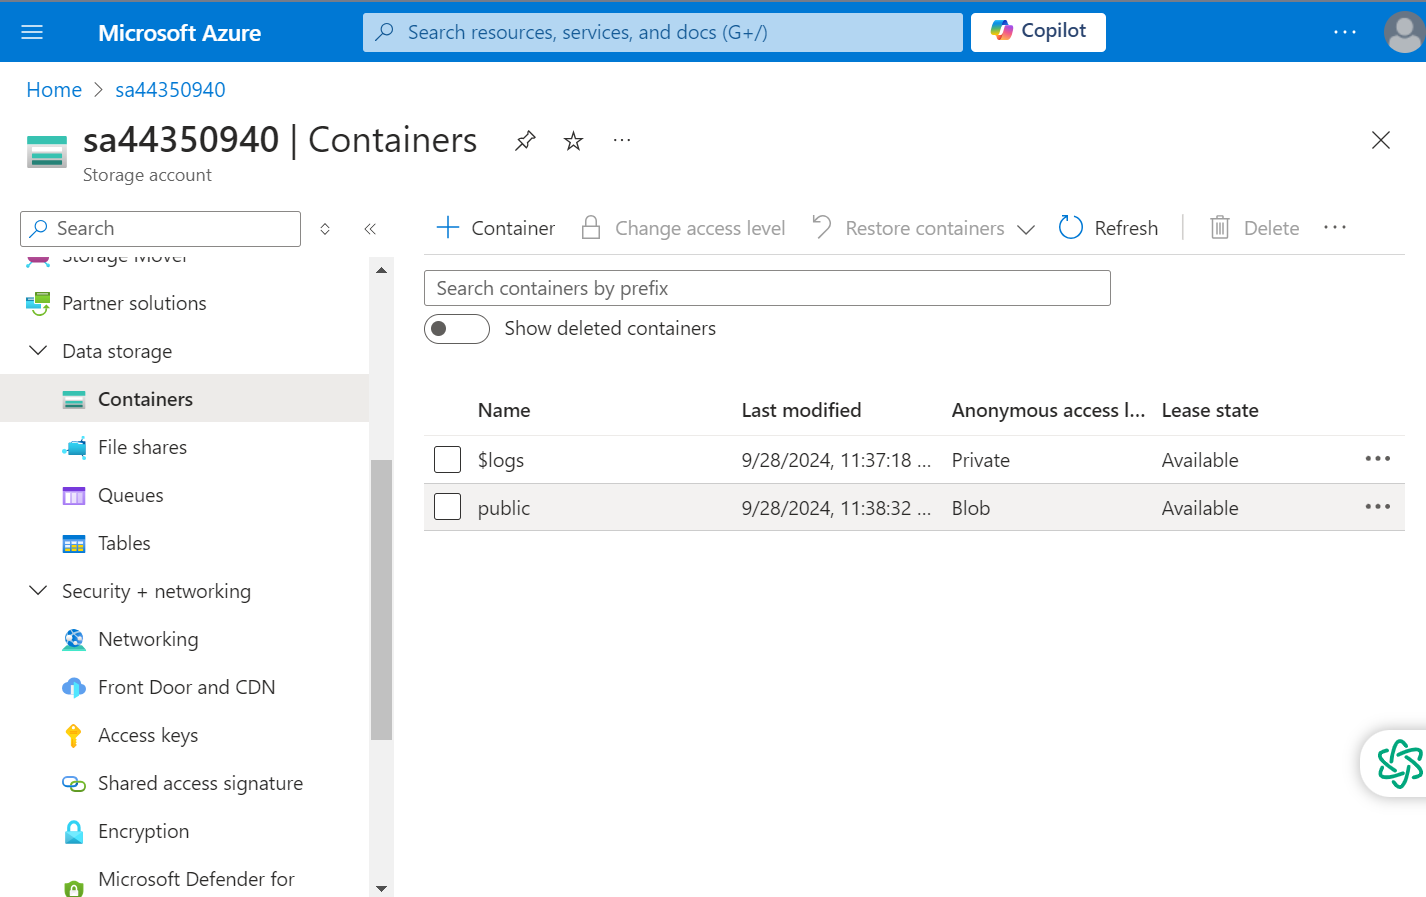 Microsoft Azure
Search resources, services, and docs (G+/)
Copilot
Home > sa44350940
sa44350940 | Containers
Storage account
Search
Storage Mover
Partner solutions
Data storage
Containers
File shares
Queues
Tables
Security + networking
Networking
Front Door and CDN
Access keys
Shared access signature
Encryption
Microsoft Defender for
Container
Change access level
Restore containers
Refresh
Delete
Search containers by prefix
Show deleted containers
Name Last modified Anonymous access l... Lease state
$logs 9/28/2024, 11:37:18 ... Private Available
public 9/28/2024, 11:38:32 ... Blob Available